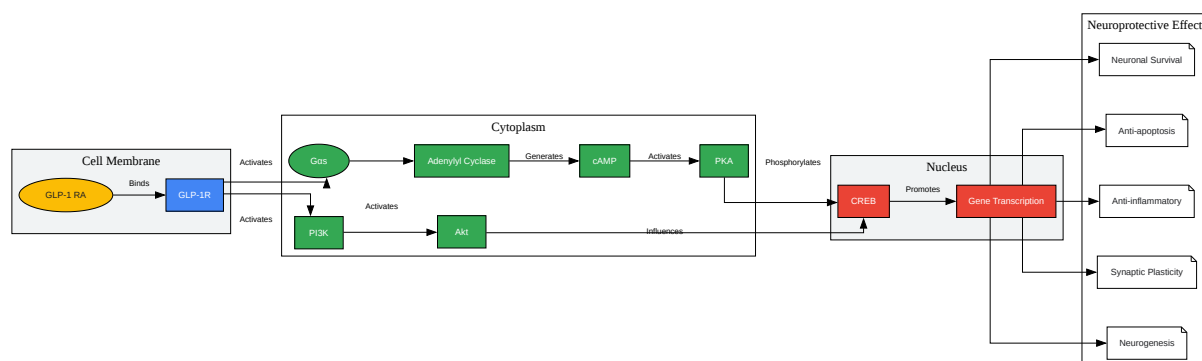 Neuroprotective Effect
Neuronal Survival
Cytoplasm
Anti-apoptosis
Cell Membrane
Activates
Gαs
Adenylyl Cyclase
Generates
cAMP
Activates
PKA
Phosphorylates
Nucleus
GLP-1 RA
Binds
GLP-1R
Promotes
CREB
Gene Transcription
Anti-inflammatory
Activates
Activates
PI3K
Akt
Influences
Synaptic Plasticity
Neurogenesis